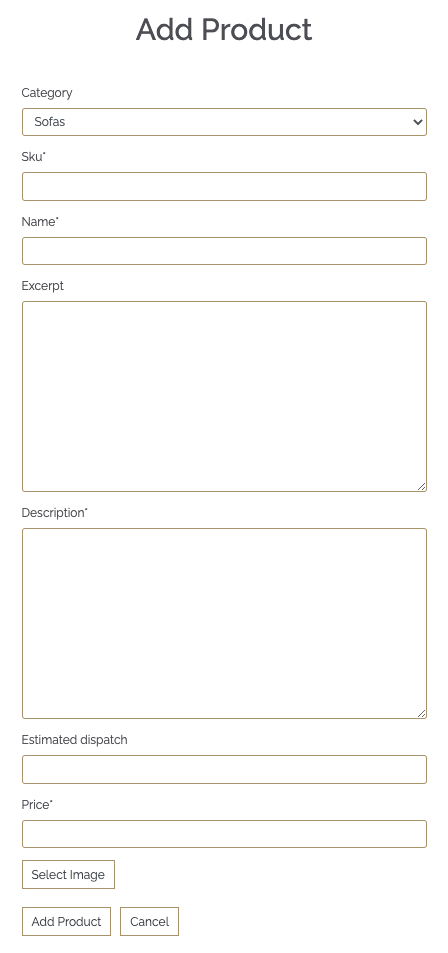 Add Product
Category
Sofas
Sku*
Name*
Excerpt
Description*
Estimated dispatch
Price*
Select Image
Add Product Cancel